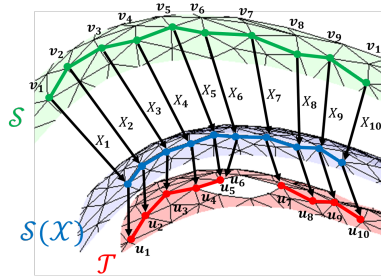 v₁ v₂ v₃ v₄ v₅ v₆ v₇ v₈ v₉ v₁
X₁ X₂ X₃ X₄ X₅ X₆ X₇ X₈ X₉ X₁₀
S
S(X)
T
u₁ u₂ u₃ u₄ u₅ u₆ u₇ u₈ u₉ u₁₀